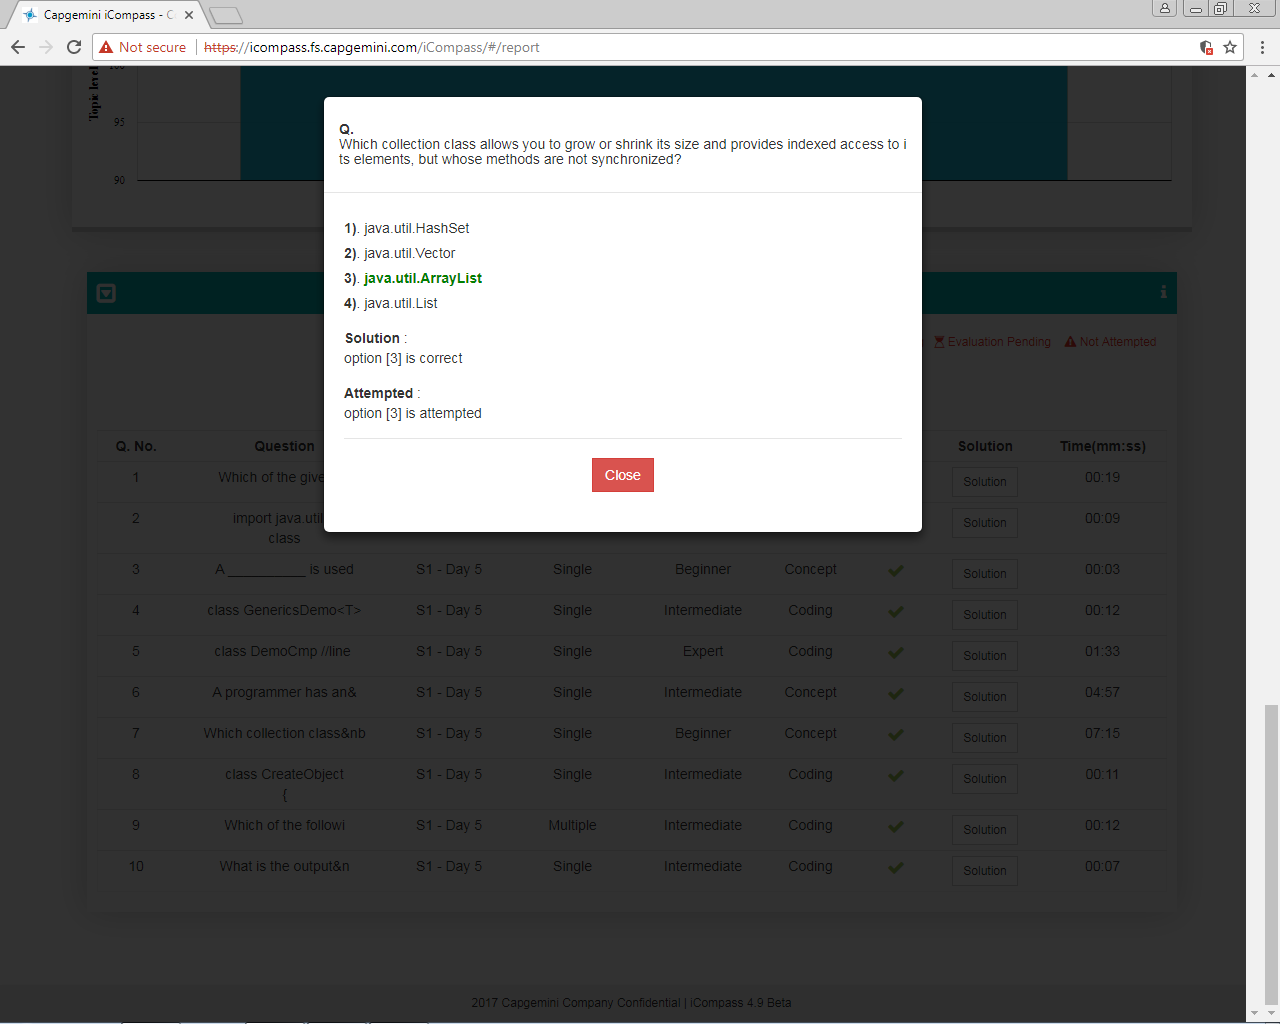 Capgemini iCompass - C
Not secure
https://icompass.fs.capgemini.com/iCompass/#/report
Topic level
100
95
90
Q.
Which collection class allows you to grow or shrink its size and provides indexed access to i
ts elements, but whose methods are not synchronized?
1). java.util.HashSet
2). java.util.Vector
3). java.util.ArrayList
4). java.util.List
Solution :
option [3] is correct
Attempted :
option [3] is attempted
Close
Evaluation Pending Not Attempted
Q. No. Question Solution Time(mm:ss)
1 Which of the give Solution 00:19
2 import java.util Solution 00:09
class
3 A __________ is used S1 - Day 5 Single Beginner Concept Solution 00:03
4 class GenericsDemo<T> S1 - Day 5 Single Intermediate Coding Solution 00:12
5 class DemoCmp //line S1 - Day 5 Single Expert Coding Solution 01:33
6 A programmer has an& S1 - Day 5 Single Intermediate Concept Solution 04:57
7 Which collection class&nb S1 - Day 5 Single Beginner Concept Solution 07:15
8 class CreateObject S1 - Day 5 Single Intermediate Coding Solution 00:11
{
9 Which of the followi S1 - Day 5 Multiple Intermediate Coding Solution 00:12
10 What is the output&n S1 - Day 5 Single Intermediate Coding Solution 00:07
2017 Capgemini Company Confidential | iCompass 4.9 Beta